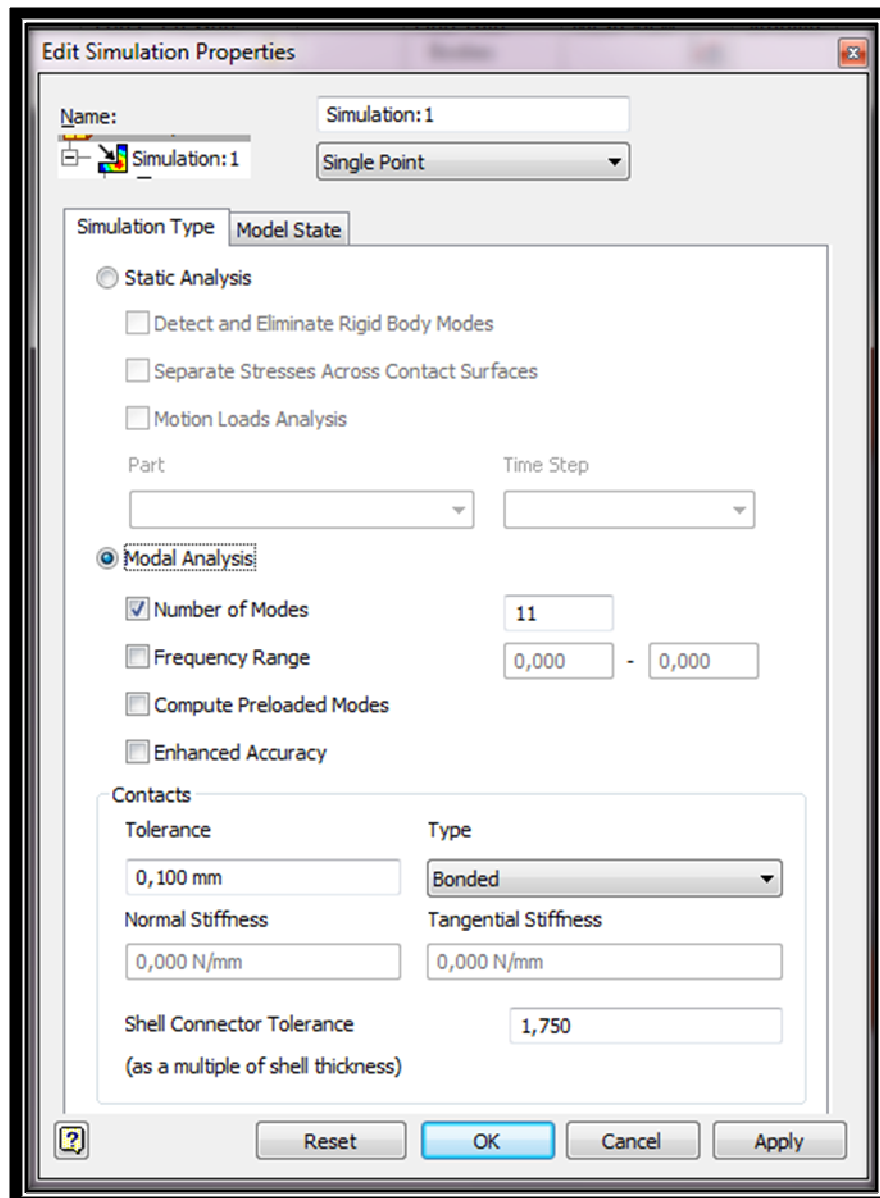 Edit Simulation Properties
Name:
Simulation:1
Simulation:1
Single Point
Simulation Type
Model State
Static Analysis
Detect and Eliminate Rigid Body Modes
Separate Stresses Across Contact Surfaces
Motion Loads Analysis
Part
Time Step
Modal Analysis
Number of Modes
11
Frequency Range
0,000 - 0,000
Compute Preloaded Modes
Enhanced Accuracy
Contacts
Tolerance
Type
0,100 mm
Bonded
Normal Stiffness
Tangential Stiffness
0,000 N/mm
0,000 N/mm
Shell Connector Tolerance
1,750
(as a multiple of shell thickness)
Reset
OK
Cancel
Apply